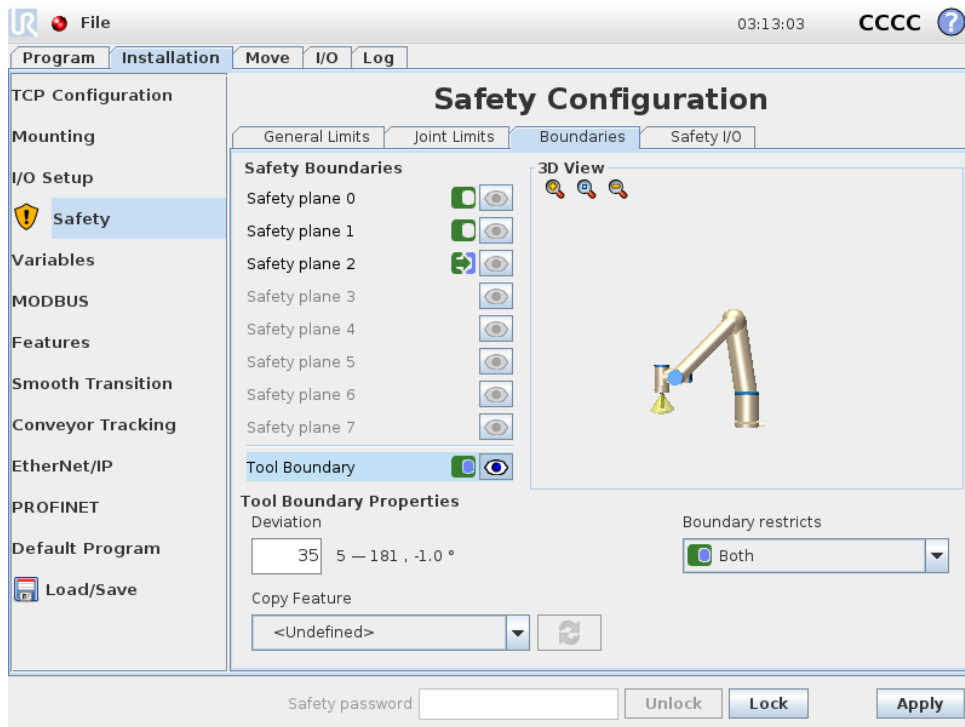 UR File 03:13:03 CCCC ?
Program Installation Move I/O Log
TCP Configuration
Mounting
I/O Setup
Safety
Variables
MODBUS
Features
Smooth Transition
Conveyor Tracking
EtherNet/IP
PROFINET
Default Program
Load/Save
Safety Configuration
General Limits Joint Limits Boundaries Safety I/O
Safety Boundaries
Safety plane 0
Safety plane 1
Safety plane 2
Safety plane 3
Safety plane 4
Safety plane 5
Safety plane 6
Safety plane 7
Tool Boundary
3D View
Tool Boundary Properties
Deviation
35 5 — 181 , -1.0 °
Boundary restricts
Both
Copy Feature
<Undefined>
Safety password Unlock Lock Apply